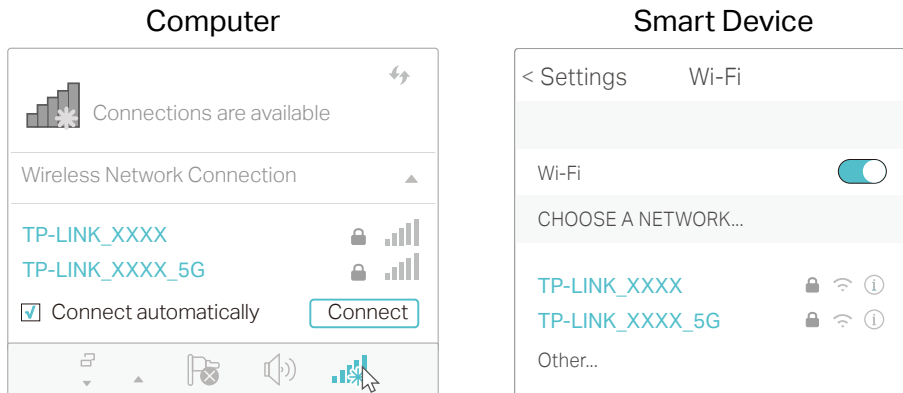 Computer
Connections are available
Wireless Network Connection
TP-LINK_XXXX
TP-LINK_XXXX_5G
Connect automatically
Connect
Smart Device
< Settings
Wi-Fi
Wi-Fi
CHOOSE A NETWORK...
TP-LINK_XXXX
TP-LINK_XXXX_5G
Other...